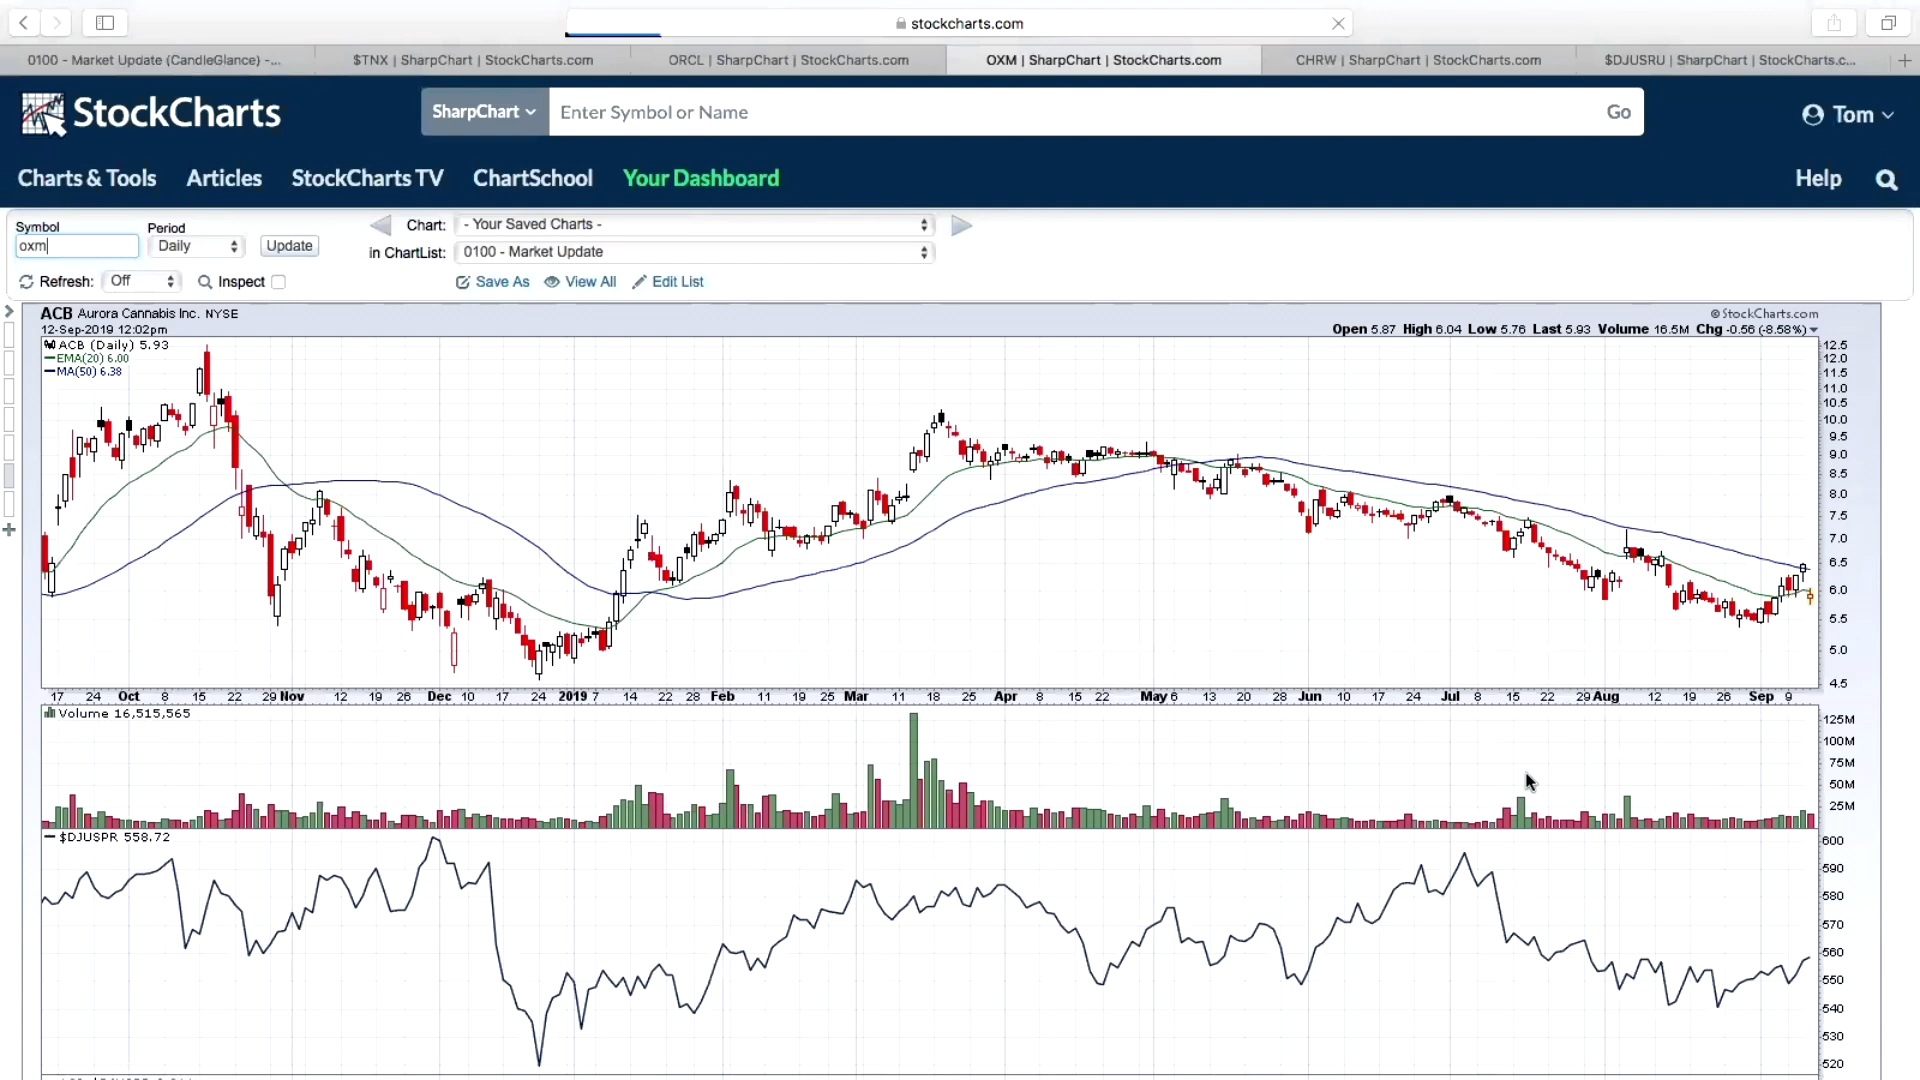 stockcharts.com
0100 - Market Update (CandleGlance) -...
$TNX | SharpChart | StockCharts.com
ORCL | SharpChart | StockCharts.com
OXM | SharpChart | StockCharts.com
CHRW | SharpChart | StockCharts.com
$DJUSRU | SharpChart | StockCharts.c...
StockCharts
SharpChart
Enter Symbol or Name
Go
Tom
Charts & Tools
Articles
StockCharts TV
ChartSchool
Your Dashboard
Help
Symbol
Period
oxm
Daily
Update
Chart:
- Your Saved Charts -
in ChartList:
0100 - Market Update
Refresh:
Off
Inspect
Save As
View All
Edit List
ACB Aurora Cannabis Inc. NYSE
© StockCharts.com
12-Sep-2019 12:02pm
Open 5.87 High 6.04 Low 5.76 Last 5.93 Volume 16.5M Chg -0.56 (-8.58%)
ACB (Daily) 5.93
EMA(20) 6.00
MA(50) 6.38
12.5
12.0
11.5
11.0
10.5
10.0
9.5
9.0
8.5
8.0
7.5
7.0
6.5
6.0
5.5
5.0
4.5
17 24 Oct 8 15 22 29 Nov 12 19 26 Dec 10 17 24 2019 7 14 22 28 Feb 11 19 25 Mar 11 18 25 Apr 8 15 22 May 6 13 20 28 Jun 10 17 24 Jul 8 15 22 29 Aug 12 19 26 Sep 9
Volume 16,515,565
125M
100M
75M
50M
25M
$DJUSPR 558.72
600
590
580
570
560
550
540
530
520